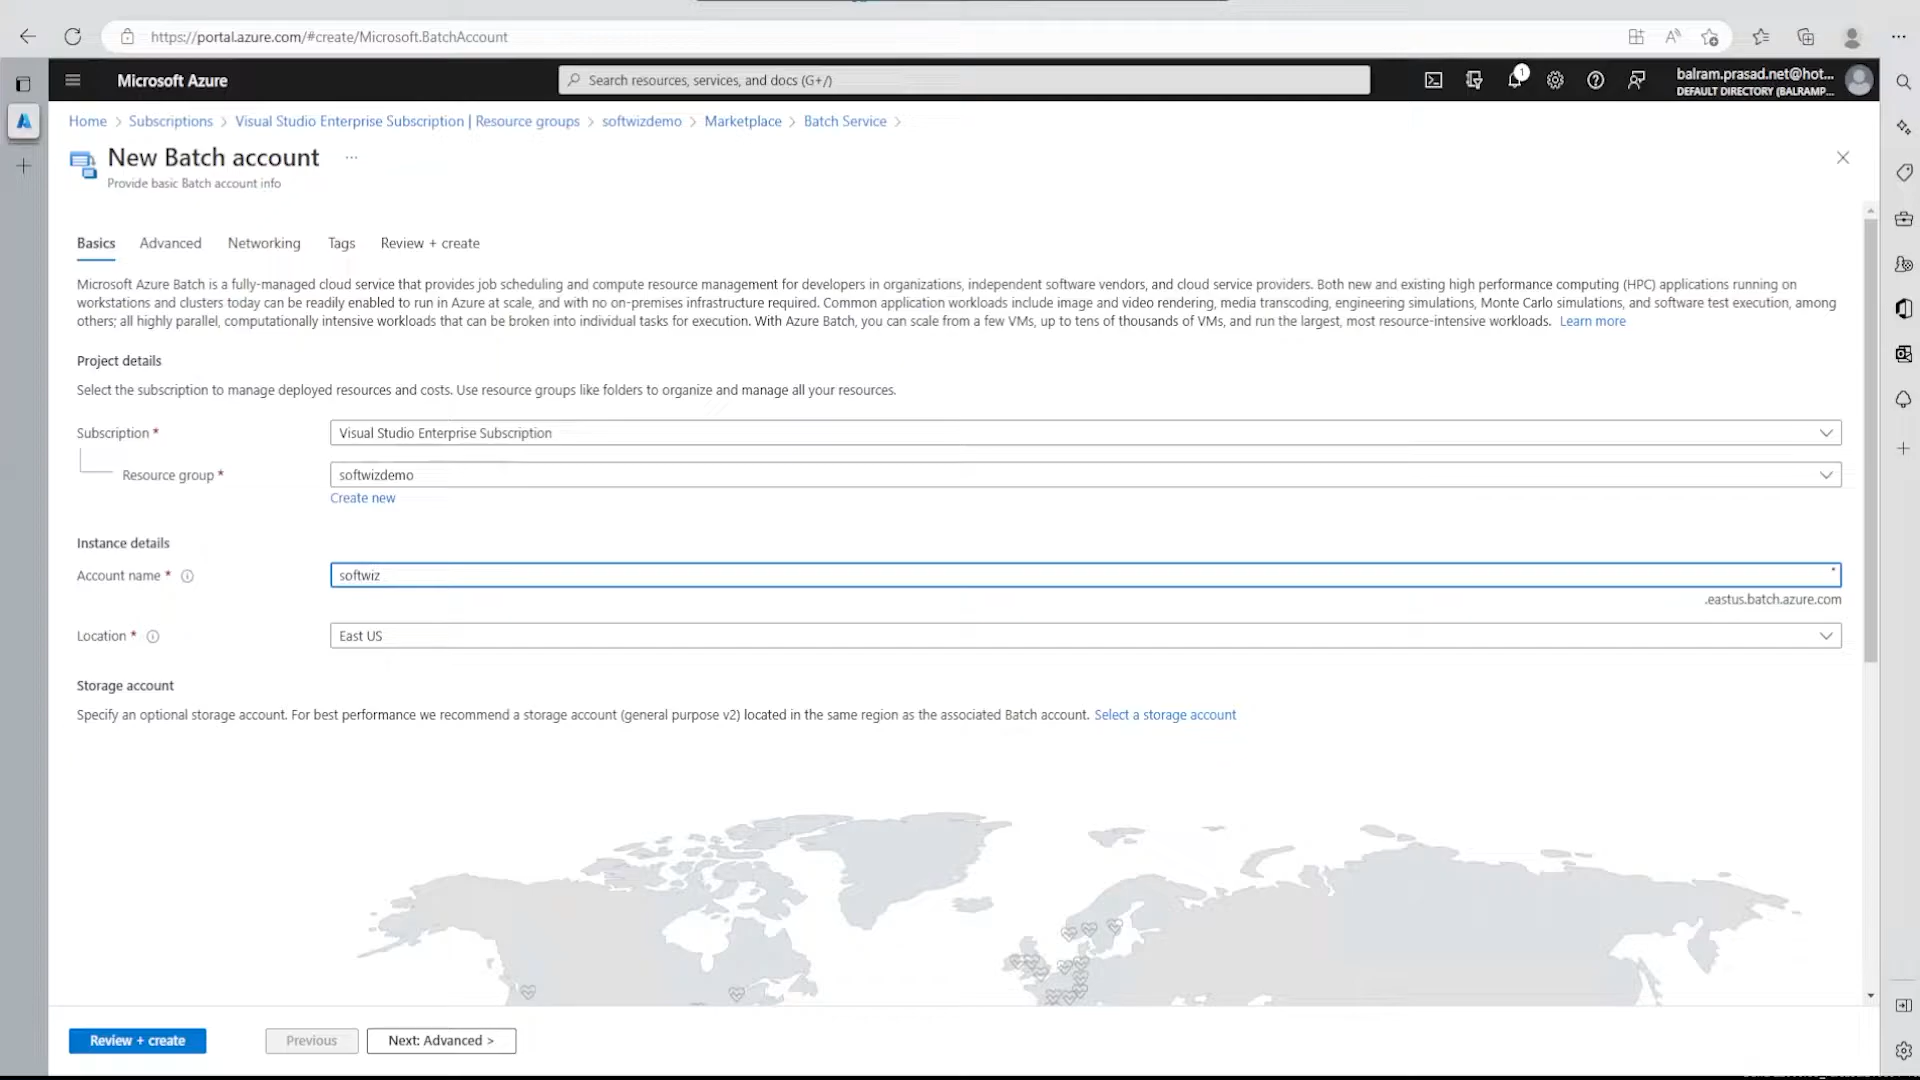 https://portal.azure.com/#create/Microsoft.BatchAccount
Microsoft Azure
Search resources, services, and docs (G+/)
1
balram.prasad.net@hot...
DEFAULT DIRECTORY (BALRAMP...
Home > Subscriptions > Visual Studio Enterprise Subscription | Resource groups > softwizdemo > Marketplace > Batch Service >
New Batch account ...
Provide basic Batch account info
Basics Advanced Networking Tags Review + create
Microsoft Azure Batch is a fully-managed cloud service that provides job scheduling and compute resource management for developers in organizations, independent software vendors, and cloud service providers. Both new and existing high performance computing (HPC) applications running on
workstations and clusters today can be readily enabled to run in Azure at scale, and with no on-premises infrastructure required. Common application workloads include image and video rendering, media transcoding, engineering simulations, Monte Carlo simulations, and software test execution, among
others; all highly parallel, computationally intensive workloads that can be broken into individual tasks for execution. With Azure Batch, you can scale from a few VMs, up to tens of thousands of VMs, and run the largest, most resource-intensive workloads. Learn more
Project details
Select the subscription to manage deployed resources and costs. Use resource groups like folders to organize and manage all your resources.
Subscription * Visual Studio Enterprise Subscription
Resource group * softwizdemo
Create new
Instance details
Account name * softwiz
.eastus.batch.azure.com
Location * East US
Storage account
Specify an optional storage account. For best performance we recommend a storage account (general purpose v2) located in the same region as the associated Batch account. Select a storage account
Review + create Previous Next: Advanced >